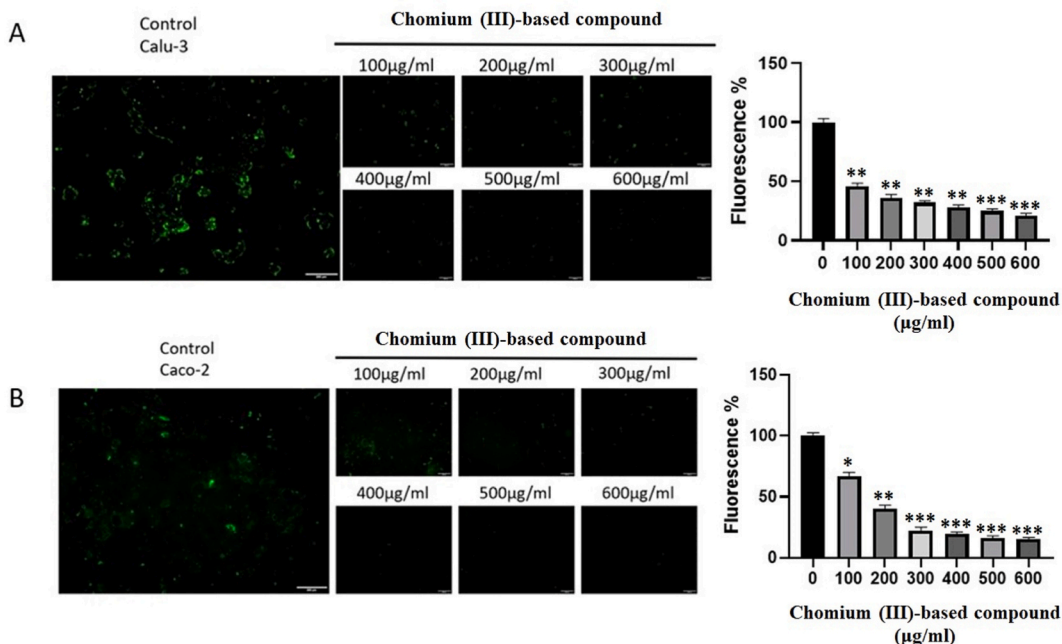 A
Control
Calu-3
Chomium (III)-based compound
100µg/ml 200µg/ml 300µg/ml
400µg/ml 500µg/ml 600µg/ml
Fluorescence %
150
100
50
0
** ** ** ** *** ***
0 100 200 300 400 500 600
Chomium (III)-based compound
(µg/ml)
B
Control
Caco-2
Chomium (III)-based compound
100µg/ml 200µg/ml 300µg/ml
400µg/ml 500µg/ml 600µg/ml
Fluorescence %
150
100
50
0
* ** *** *** *** ***
0 100 200 300 400 500 600
Chomium (III)-based compound
(µg/ml)